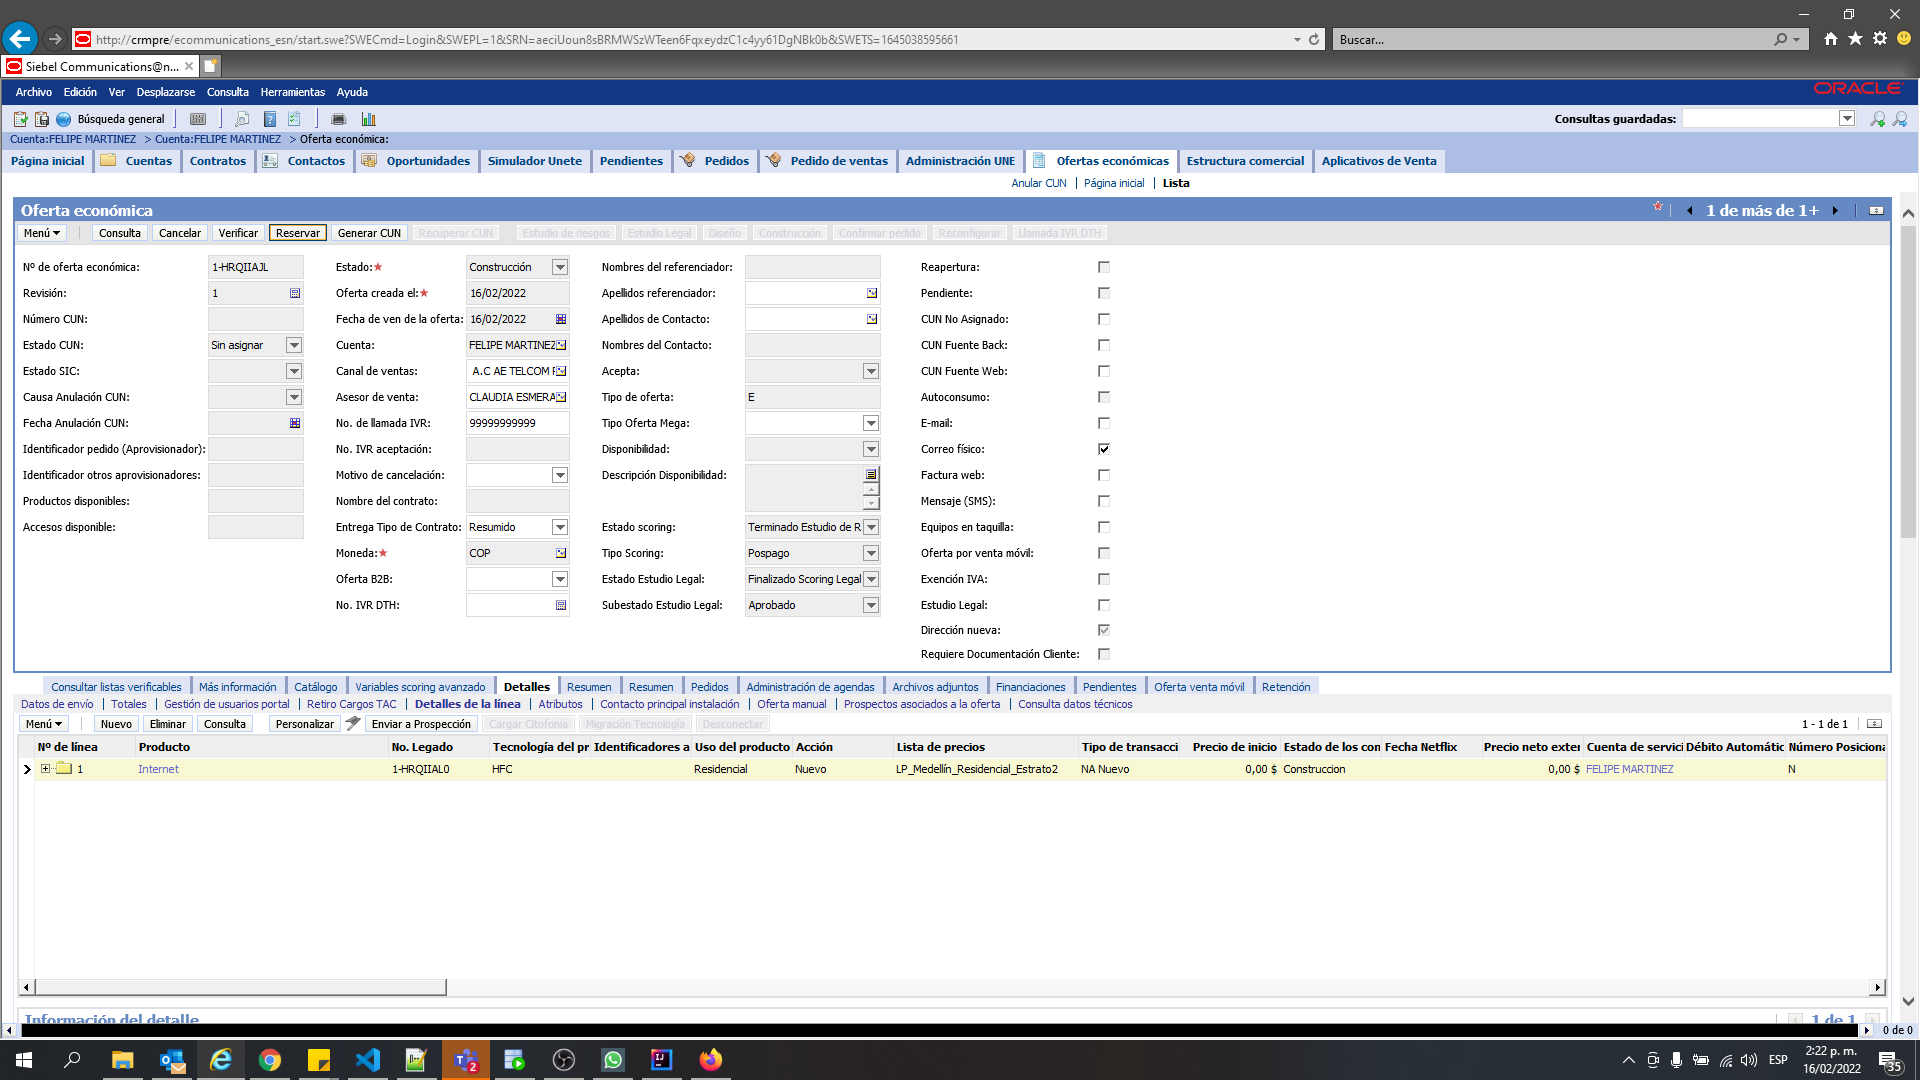 http://crmpre/ecommunications_esn/start.swe?SWECmd=Login&SWEPL=1&SRN=aeciUoun8sBRMWSzWTeen6FqxeydzC1c4yy61DgNBk0b&SWETS=1645038595661
Buscar...
Siebel Communications@n...
Archivo Edición Ver Desplazarse Consulta Herramientas Ayuda
ORACLE
Búsqueda general
Consultas guardadas:
Cuenta:FELIPE MARTINEZ > Cuenta:FELIPE MARTINEZ > Oferta económica:
Página inicial Cuentas Contratos Contactos Oportunidades Simulador Unete Pendientes Pedidos Pedido de ventas Administración UNE Ofertas económicas Estructura comercial Aplicativos de Venta
Anular CUN | Página inicial | Lista
Oferta económica
1 de más de 1+
Menú Consulta Cancelar Verificar Reservar Generar CUN Recuperar CUN Estudio de riesgos Estudio Legal Diseño Construcción Confirmar pedido Reconfigurar Llamada IVR DTH
Nº de oferta económica: 1-HRQIIAJL Estado:★ Construcción Nombres del referenciador: Reapertura:
Revisión: 1 Oferta creada el:★ 16/02/2022 Apellidos referenciador: Pendiente:
Número CUN: Fecha de ven de la oferta: 16/02/2022 Apellidos de Contacto: CUN No Asignado:
Estado CUN: Sin asignar Cuenta: FELIPE MARTINEZ Nombres del Contacto: CUN Fuente Back:
Estado SIC: Canal de ventas: A.C AE TELCOM Acepta: CUN Fuente Web:
Causa Anulación CUN: Asesor de venta: CLAUDIA ESMERA Tipo de oferta: E Autoconsumo:
Fecha Anulación CUN: No. de llamada IVR: 99999999999 Tipo Oferta Mega: E-mail:
Identificador pedido (Aprovisionador): No. IVR aceptación: Disponibilidad: Correo físico:
Identificador otros aprovisionadores: Motivo de cancelación: Descripción Disponibilidad: Factura web:
Productos disponibles: Nombre del contrato: Mensaje (SMS):
Accesos disponible: Entrega Tipo de Contrato: Resumido Estado scoring: Terminado Estudio de R Equipos en taquilla:
Moneda:★ COP Tipo Scoring: Pospago Oferta por venta móvil:
Oferta B2B: Estado Estudio Legal: Finalizado Scoring Legal Exención IVA:
No. IVR DTH: Subestado Estudio Legal: Aprobado Estudio Legal:
Dirección nueva:
Requiere Documentación Cliente:
Consultar listas verificables Más información Catálogo Variables scoring avanzado Detalles Resumen Resumen Pedidos Administración de agendas Archivos adjuntos Financiaciones Pendientes Oferta venta móvil Retención
Datos de envío | Totales | Gestión de usuarios portal | Retiro Cargos TAC | Detalles de la línea | Atributos | Contacto principal instalación | Oferta manual | Prospectos asociados a la oferta | Consulta datos técnicos
Menú Nuevo Eliminar Consulta Personalizar Enviar a Prospección Cargar Citofonía Migración Tecnología Desconectar
1 - 1 de 1
Nº de línea Producto No. Legado Tecnología del pr Identificadores a Uso del producto Acción Lista de precios Tipo de transacci Precio de inicio Estado de los con Fecha Netflix Precio neto exter Cuenta de servici Débito Automátic Número Posiciona
1 Internet 1-HRQIIAL0 HFC Residencial Nuevo LP_Medellín_Residencial_Estrato2 NA Nuevo 0,00 $ Construccion 0,00 $ FELIPE MARTINEZ N
Información del detalle
1 de 1
0 de 0
ESP
2:22 p. m.
16/02/2022
2
35